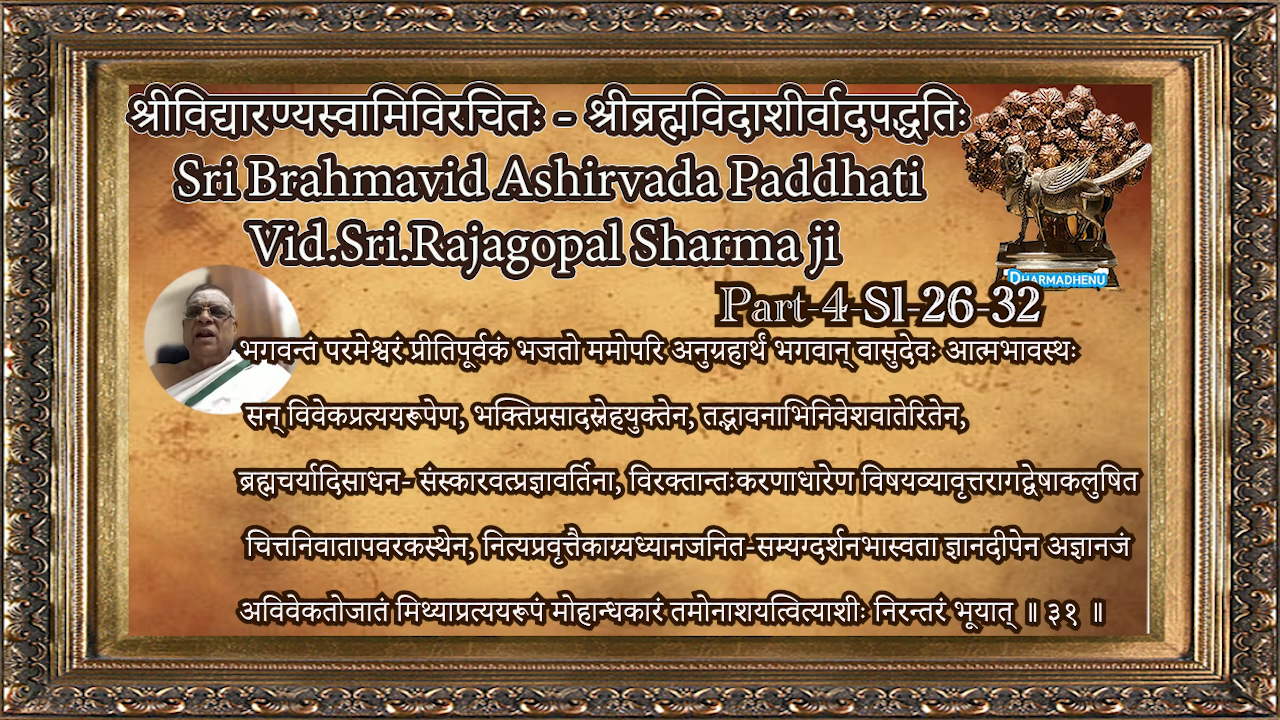 श्रीविद्यारण्यस्वामिविरचितः - श्रीब्रह्मविदाशीर्वादपद्धतिः
Sri Brahmavid Ashirvada Paddhati
Vid.Sri.Rajagopal Sharma ji
DHARMADHENU
Part-4-Sl-26-32
भगवन्तं परमेश्वरं प्रीतिपूर्वकं भजतो ममोपरि अनुग्रहार्थं भगवान् वासुदेवः आत्मभावस्थः
सन् विवेकप्रत्ययरूपेण, भक्तिप्रसादस्नेहयुक्तेन, तद्भावनाभिनिवेशवातेरितेन,
ब्रह्मचर्यादिसाधन- संस्कारवत्प्रज्ञावर्तिना, विरक्तान्तःकरणाधारेण विषयव्यावृत्तरागद्वेषाकलुषित
चित्तनिवातापवरकस्थेन, नित्यप्रवृत्तैकाग्र्यध्यानजनित-सम्यग्दर्शनभास्वता ज्ञानदीपेन अज्ञानजं
अविवेकतोजातं मिथ्याप्रत्ययरूपं मोहान्धकारं तमोनाशयत्वित्याशीः निरन्तरं भूयात् ॥ ३१ ॥